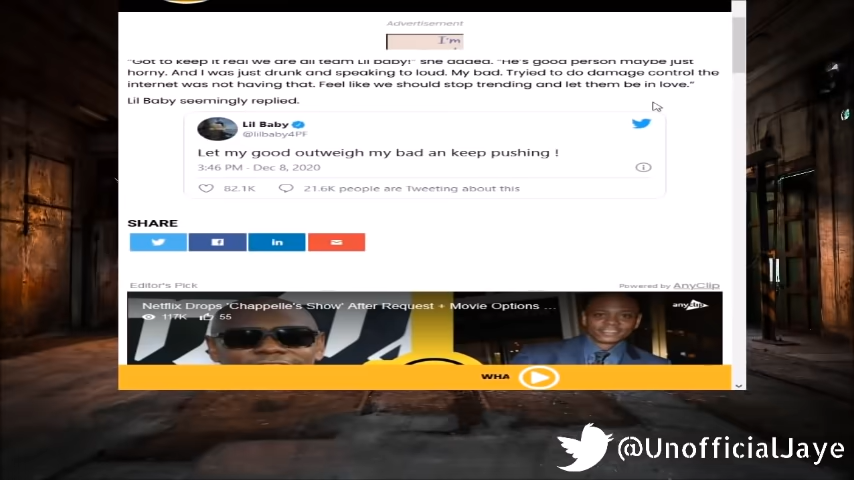 Advertisement
I'm
"Got to keep it real we are all team Lil baby!" she added. "He's good person maybe just
horny. And I was just drunk and speaking to loud. My bad. Tryied to do damage control the
internet was not having that. Feel like we should stop trending and let them be in love."
Lil Baby seemingly replied.
Lil Baby
@lilbaby4PF
Let my good outweigh my bad an keep pushing !
3:46 PM · Dec 8, 2020
82.1K 21.6K people are Tweeting about this
SHARE
in
Editor's Pick Powered by AnyClip
Netflix Drops 'Chappelle's Show' After Request + Movie Options ...
anyclip
117K 55
WHA
@UnofficialJaye